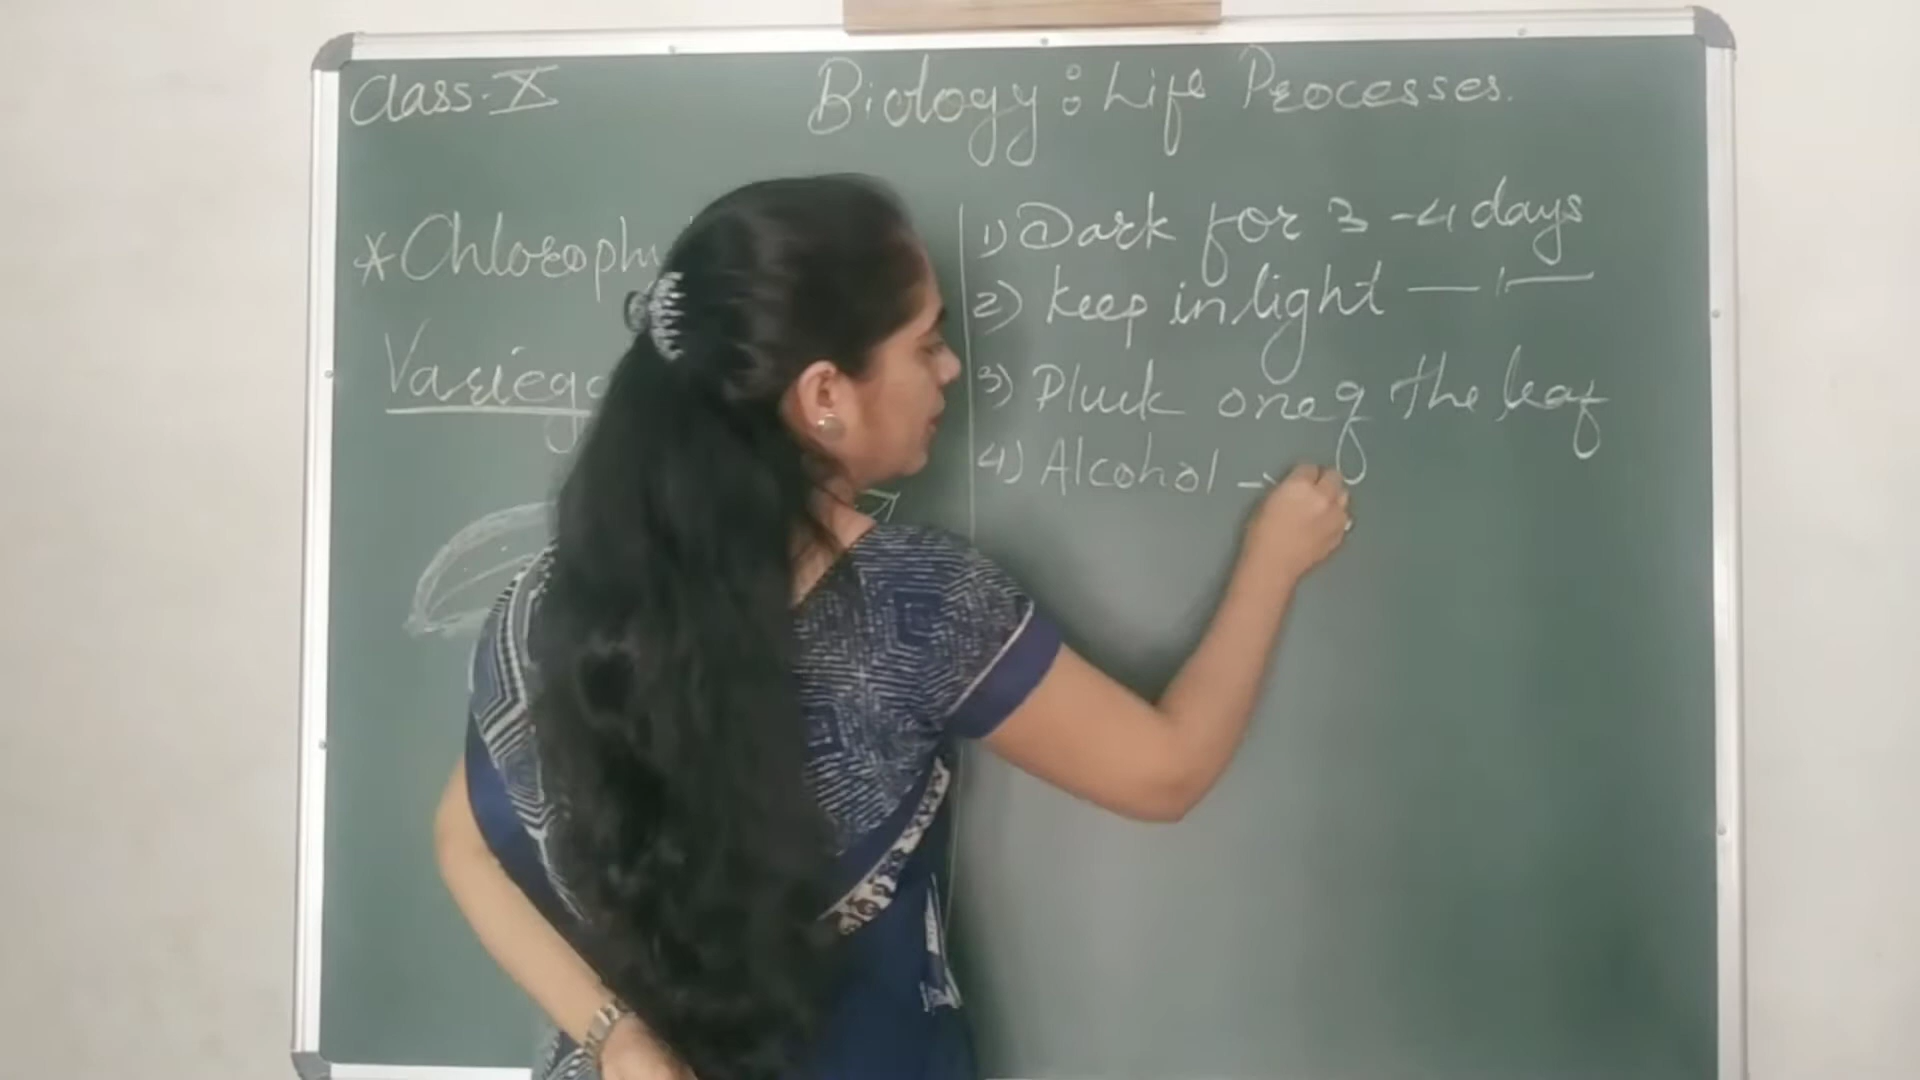 Class-X
Biology : Life Processes.
* Chlorophy
Variega
1) Dark for 3-4 days
2) keep in light — " —
3) Pluck one of the leaf
4) Alcohol →